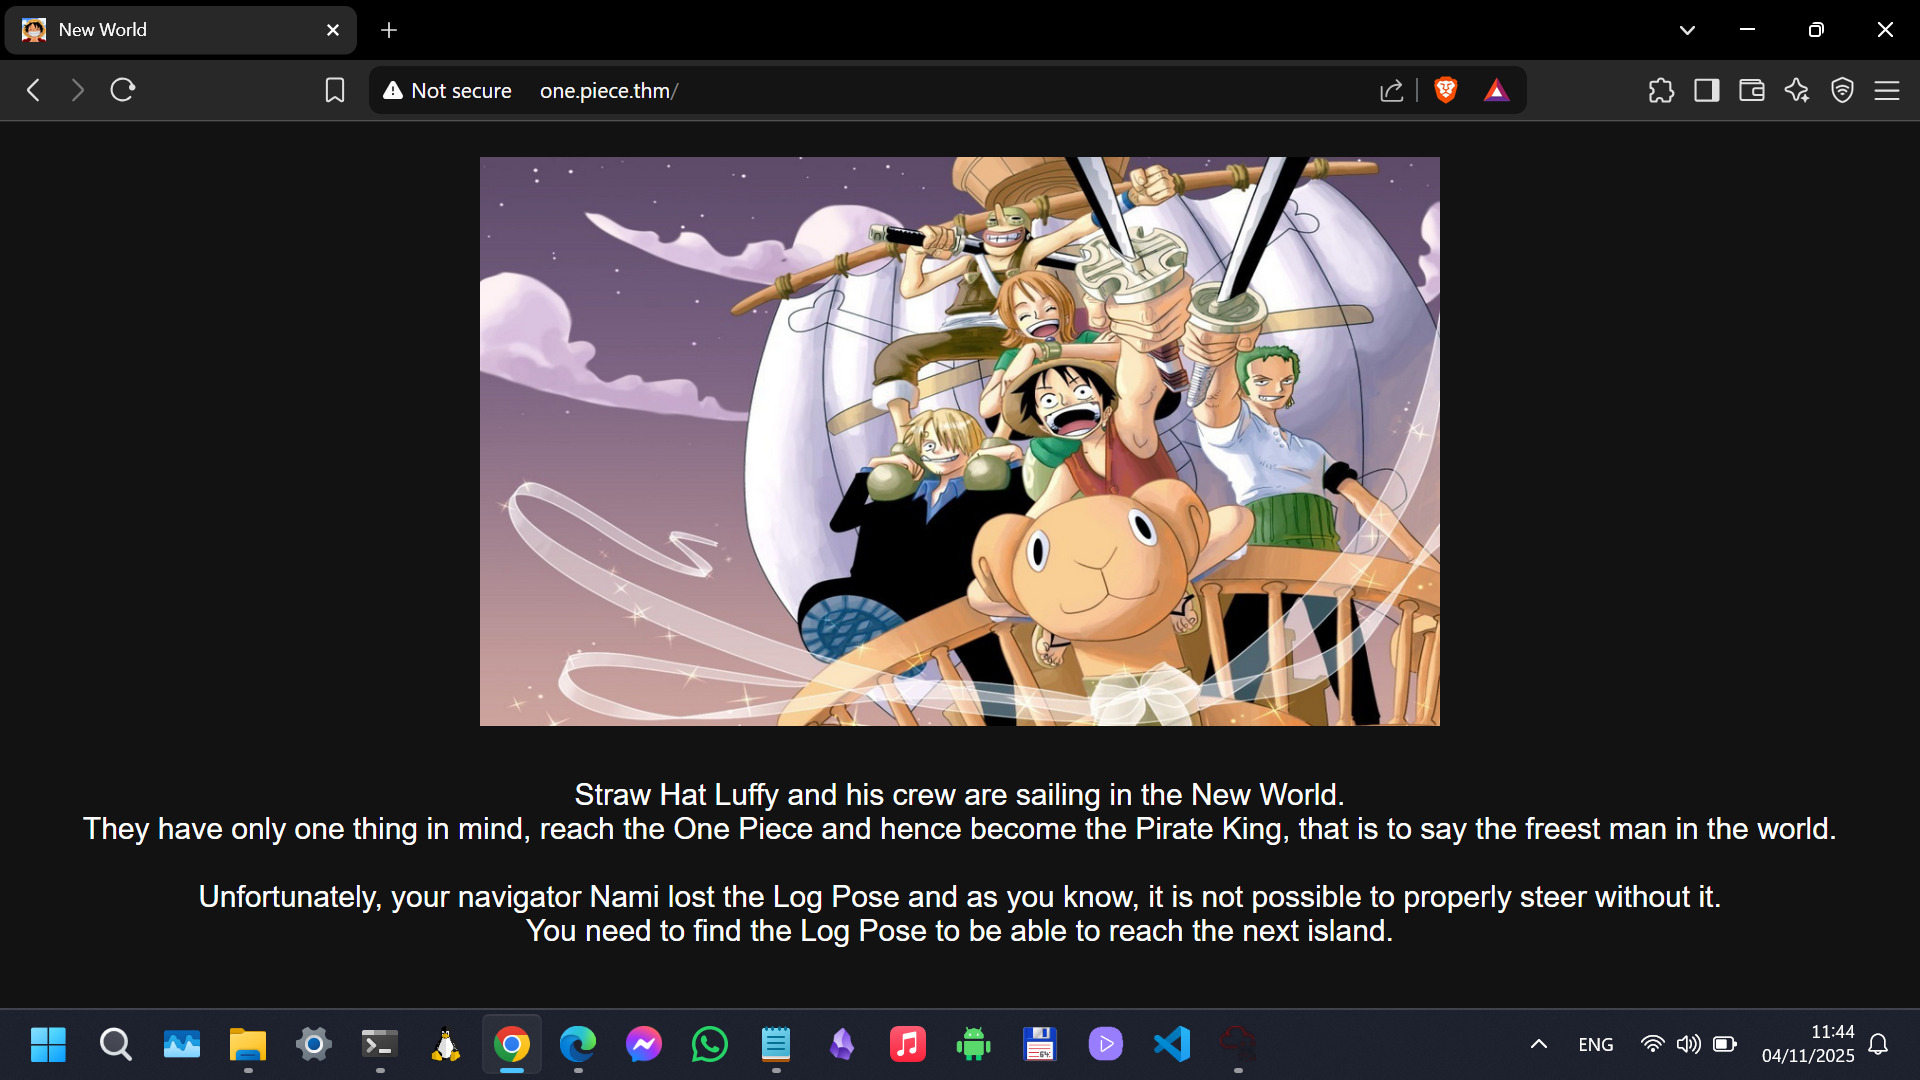 New World
Not secure one.piece.thm/
Straw Hat Luffy and his crew are sailing in the New World.
They have only one thing in mind, reach the One Piece and hence become the Pirate King, that is to say the freest man in the world.
Unfortunately, your navigator Nami lost the Log Pose and as you know, it is not possible to properly steer without it.
You need to find the Log Pose to be able to reach the next island.
64
ENG
11:44
04/11/2025